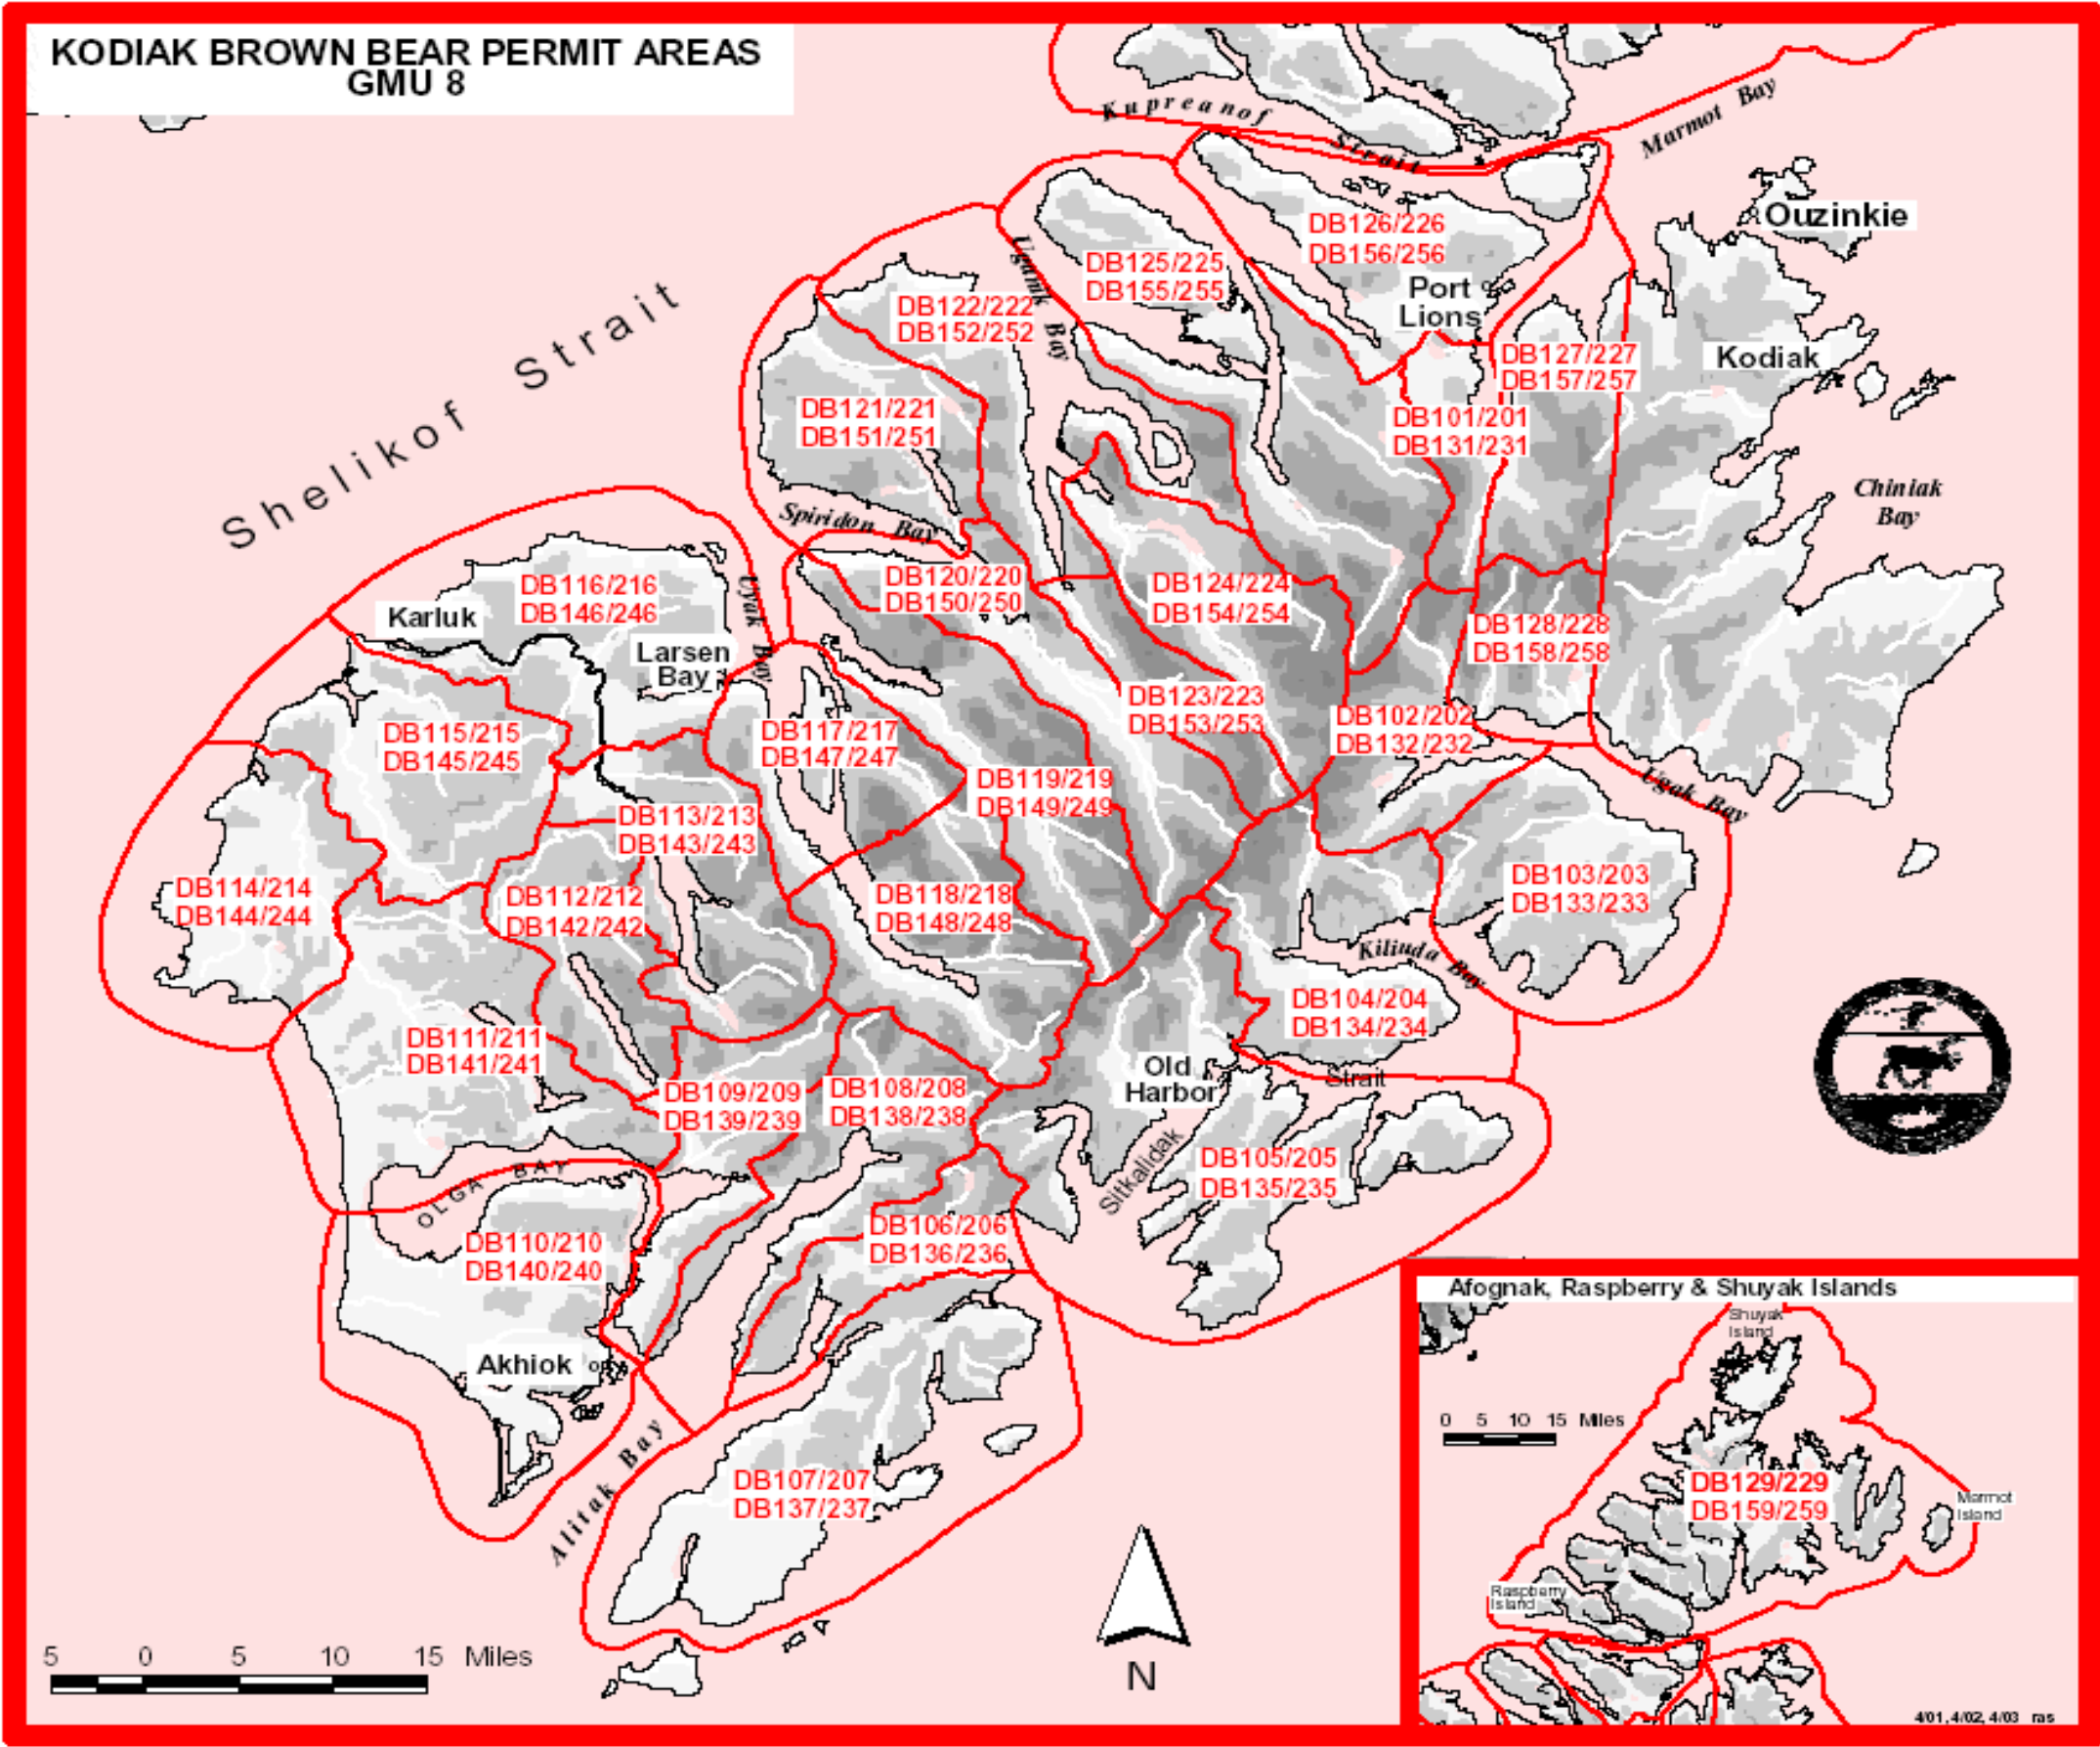 KODIAK BROWN BEAR PERMIT AREAS
GMU 8
Kupreanof
Strait
Marmot Bay
Ouzinkie
DB126/226
DB156/256
Port
Lions
DB125/225
DB155/255
Uganik Bay
DB122/222
DB152/252
Shelikof Strait
DB127/227
DB157/257
Kodiak
DB121/221
DB151/251
DB101/201
DB131/231
Chiniak
Bay
Spiridon Bay
DB116/216
DB146/246
Karluk
Uyak Bay
DB120/220
DB150/250
DB124/224
DB154/254
DB128/228
DB158/258
Larsen
Bay
DB123/223
DB153/253
DB102/202
DB132/232
DB115/215
DB145/245
DB117/217
DB147/247
DB119/219
DB149/249
Ugak Bay
DB113/213
DB143/243
DB114/214
DB144/244
DB112/212
DB142/242
DB118/218
DB148/248
DB103/203
DB133/233
Kiliuda Bay
DB104/204
DB134/234
DB111/211
DB141/241
Old
Harbor
Strait
DB109/209
DB139/239
DB108/208
DB138/238
Sitkalidak
DB105/205
DB135/235
OLGA BAY
DB110/210
DB140/240
DB106/206
DB136/236
Akhiok
Alitak Bay
DB107/207
DB137/237
5 0 5 10 15 Miles
N
Afognak, Raspberry & Shuyak Islands
Shuyak
Island
0 5 10 15 Miles
DB129/229
DB159/259
Marmot
Island
Raspberry
Island
4/01, 4/02, 4/03 ras